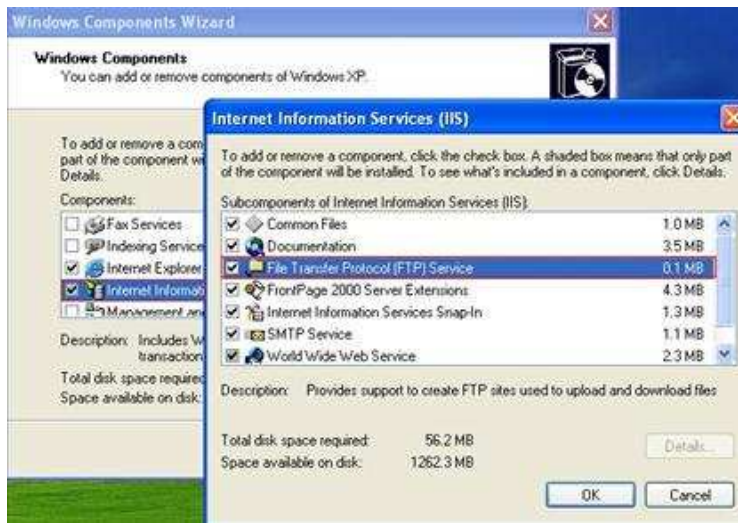 Windows Components Wizard
Windows Components
You can add or remove components of Windows XP.
To add or remove a com
part of the component w
Details.
Components:
Fax Services
Indexing Service
Internet Explorer
Internet Informat
Management an
Description: Includes W
transaction
Total disk space required
Space available on disk:
Internet Information Services (IIS)
To add or remove a component, click the check box. A shaded box means that only part
of the component will be installed. To see what's included in a component, click Details.
Subcomponents of Internet Information Services (IIS):
Common Files 1.0 MB
Documentation 3.5 MB
File Transfer Protocol (FTP) Service 0.1 MB
FrontPage 2000 Server Extensions 4.3 MB
Internet Information Services Snap-In 1.3 MB
SMTP Service 1.1 MB
World Wide Web Service 2.3 MB
Description: Provides support to create FTP sites used to upload and download files
Total disk space required: 56.2 MB
Space available on disk: 1262.3 MB
Details...
OK Cancel